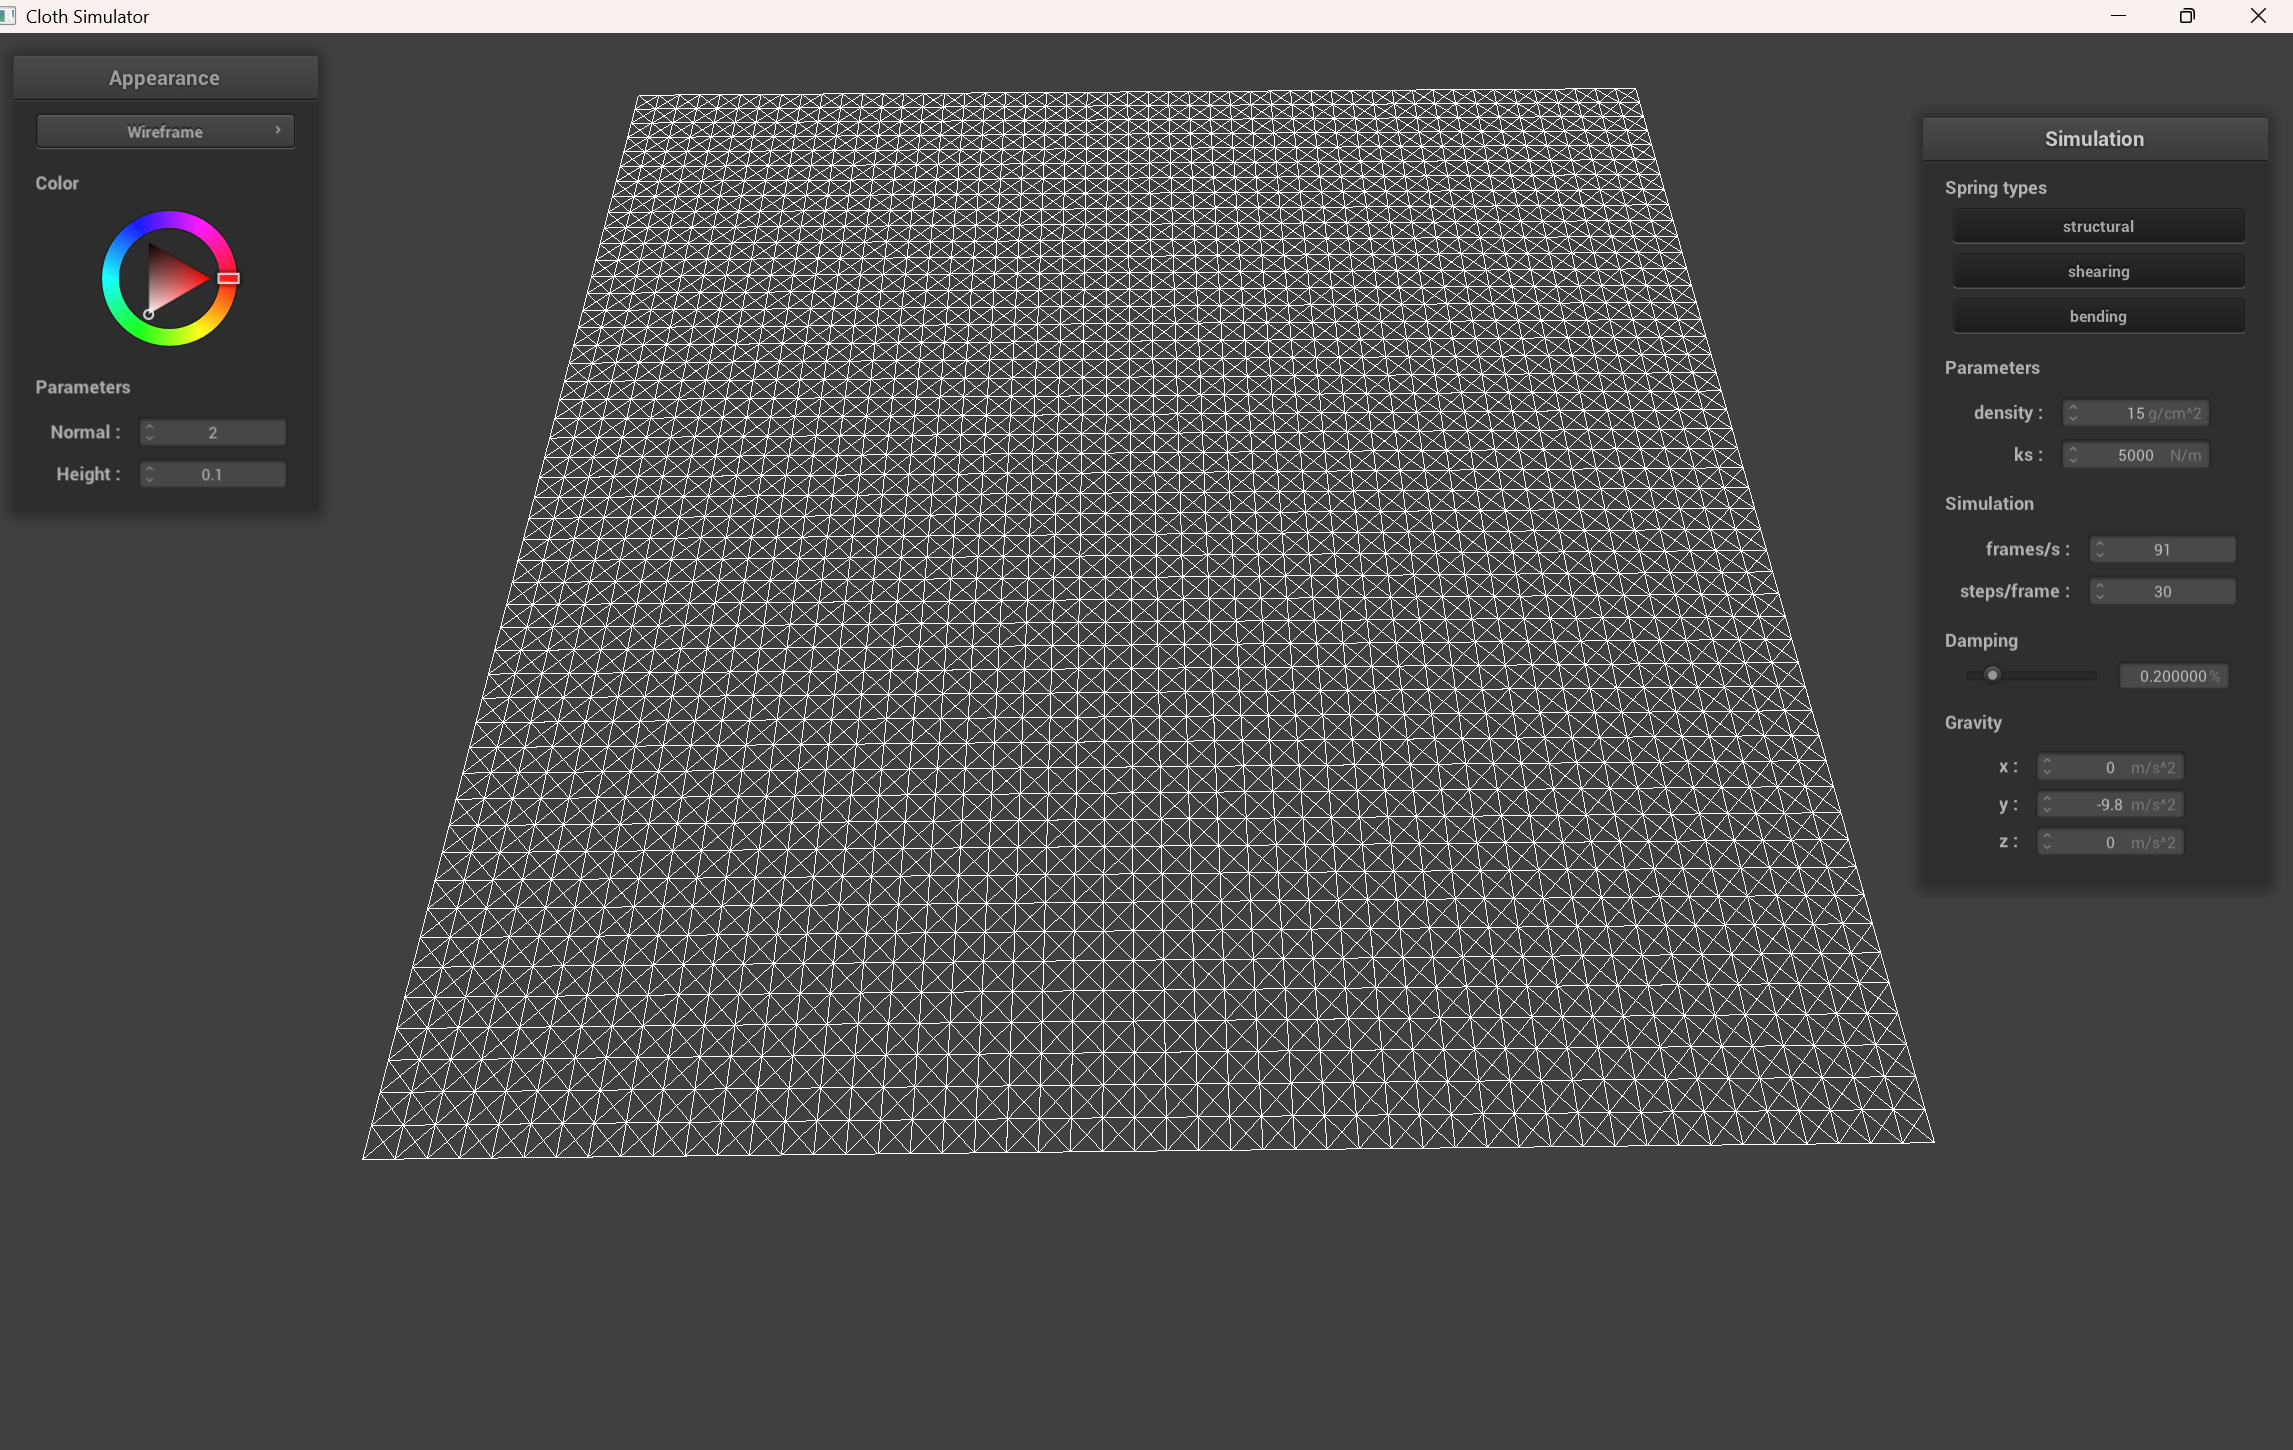 Cloth Simulator
Appearance
Wireframe
Color
Parameters
Normal : 2
Height : 0.1
Simulation
Spring types
structural
shearing
bending
Parameters
density : 15 g/cm^2
ks : 5000 N/m
Simulation
frames/s : 91
steps/frame : 30
Damping
0.200000 %
Gravity
x : 0 m/s^2
y : -9.8 m/s^2
z : 0 m/s^2